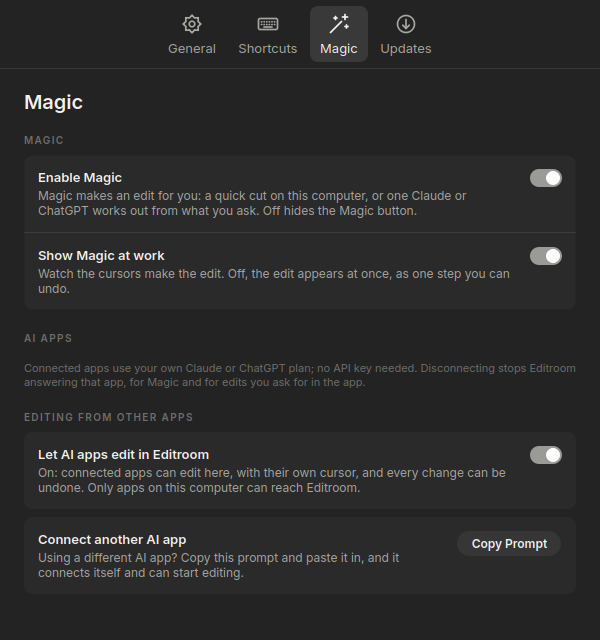 General Shortcuts Magic Updates
Magic
MAGIC
Enable Magic
Magic makes an edit for you: a quick cut on this computer, or one Claude or
ChatGPT works out from what you ask. Off hides the Magic button.
Show Magic at work
Watch the cursors make the edit. Off, the edit appears at once, as one step you can
undo.
AI APPS
Connected apps use your own Claude or ChatGPT plan; no API key needed. Disconnecting stops Editroom
answering that app, for Magic and for edits you ask for in the app.
EDITING FROM OTHER APPS
Let AI apps edit in Editroom
On: connected apps can edit here, with their own cursor, and every change can be
undone. Only apps on this computer can reach Editroom.
Connect another AI app
Using a different AI app? Copy this prompt and paste it in, and it
connects itself and can start editing.
Copy Prompt